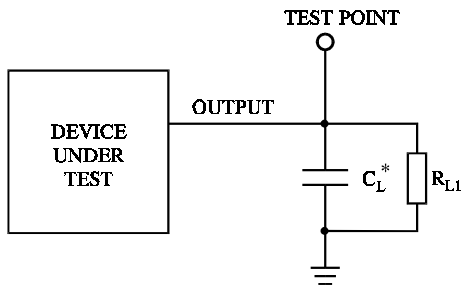 TEST POINT
OUTPUT
DEVICE
UNDER
TEST
C_L*
R_L1